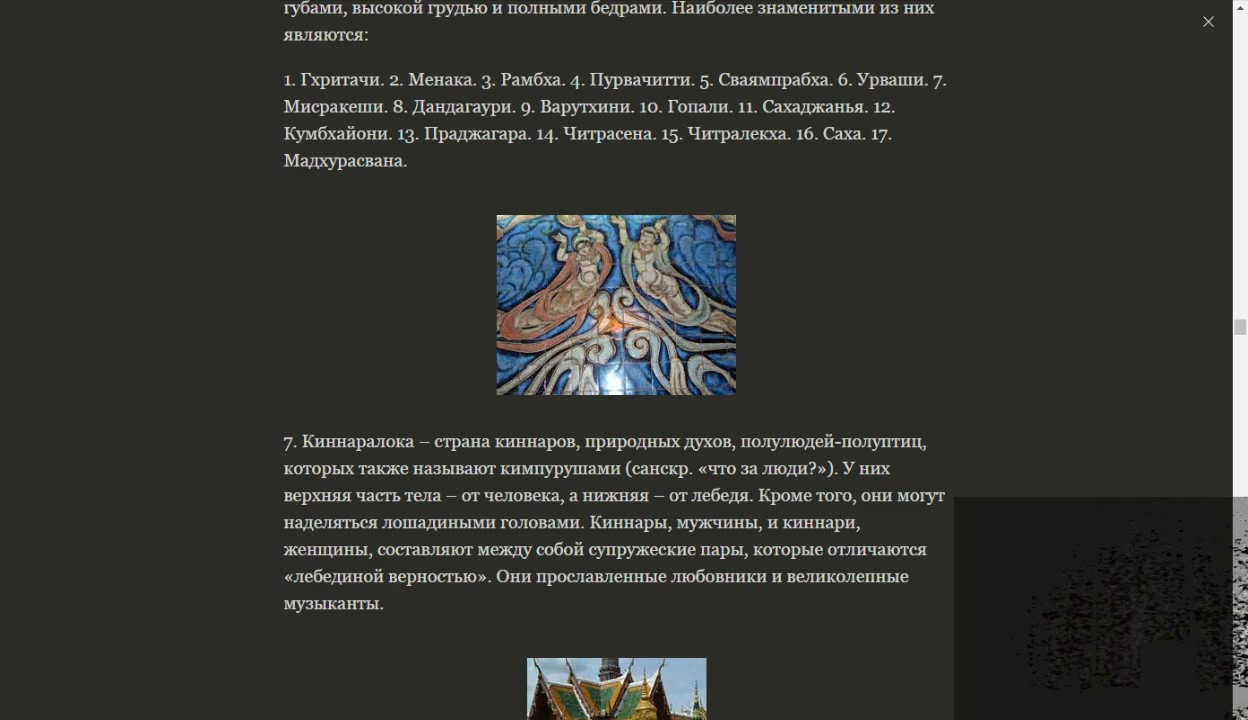 губами, высокой грудью и полными бедрами. Наиболее знаменитыми из них
являются:
1. Гхритачи. 2. Менака. 3. Рамбха. 4. Пурвачитти. 5. Сваямпрабха. 6. Урваши. 7.
Мисракеши. 8. Дандагаури. 9. Варутхини. 10. Гопали. 11. Сахаджанья. 12.
Кумбхайони. 13. Праджагара. 14. Читрасена. 15. Читралекха. 16. Саха. 17.
Мадхурасвана.
7. Киннаралока – страна киннаров, природных духов, полулюдей-полуптиц,
которых также называют кимпурушами (санскр. «что за люди?»). У них
верхняя часть тела – от человека, а нижняя – от лебедя. Кроме того, они могут
наделяться лошадиными головами. Киннары, мужчины, и киннари,
женщины, составляют между собой супружеские пары, которые отличаются
«лебединой верностью». Они прославленные любовники и великолепные
музыканты.